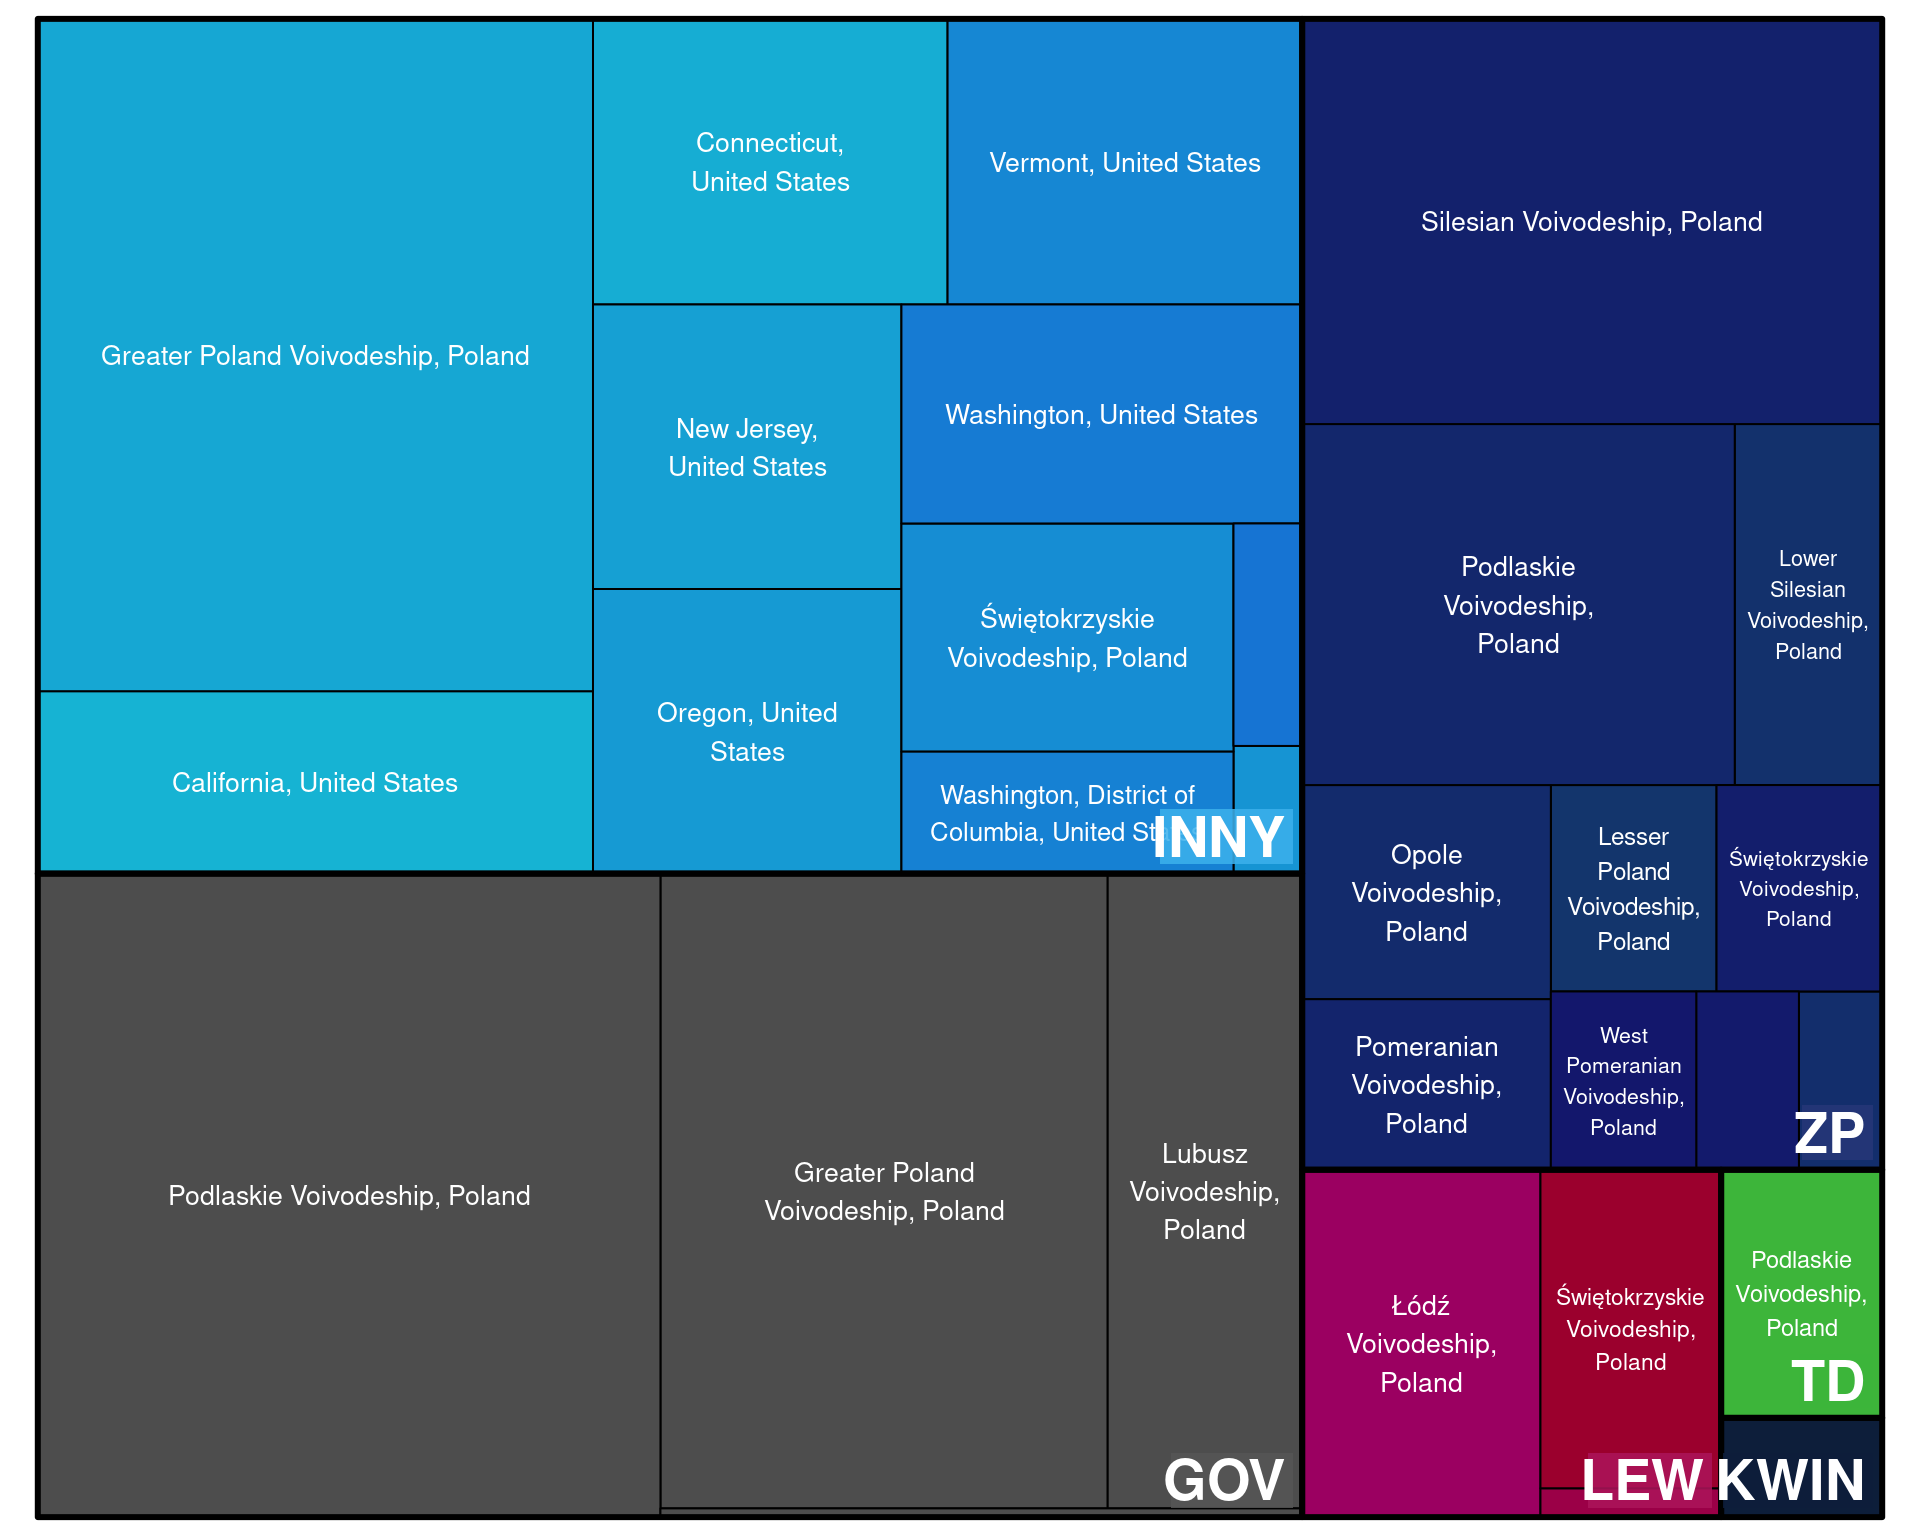 Greater Poland Voivodeship, Poland
California, United States
Connecticut,
United States
Vermont, United States
New Jersey,
United States
Washington, United States
Oregon, United
States
Świętokrzyskie
Voivodeship, Poland
Washington, District of
Columbia, United
INNY
Podlaskie Voivodeship, Poland
Greater Poland
Voivodeship, Poland
Lubusz
Voivodeship,
Poland
GOV
Silesian Voivodeship, Poland
Podlaskie
Voivodeship,
Poland
Lower
Silesian
Voivodeship,
Poland
Opole
Voivodeship,
Poland
Lesser
Poland
Voivodeship,
Poland
Świętokrzyskie
Voivodeship,
Poland
Pomeranian
Voivodeship,
Poland
West
Pomeranian
Voivodeship,
Poland
ZP
Łódź
Voivodeship,
Poland
Świętokrzyskie
Voivodeship,
Poland
LEW
Podlaskie
Voivodeship,
Poland
TD
KWIN